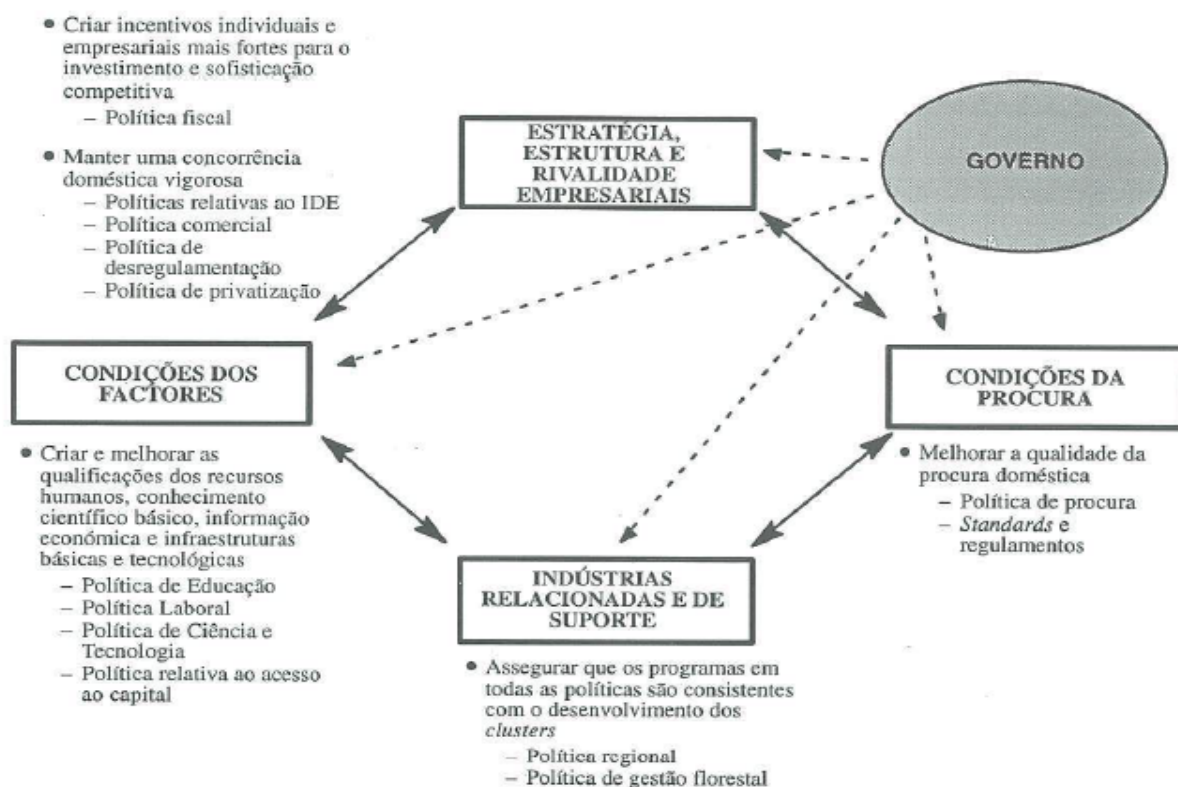 • Criar incentivos individuais e
empresariais mais fortes para o
investimento e sofisticação
competitiva
– Política fiscal
• Manter uma concorrência
doméstica vigorosa
– Políticas relativas ao IDE
– Política comercial
– Política de
desregulamentação
– Política de privatização
ESTRATÉGIA,
ESTRUTURA E
RIVALIDADE
EMPRESARIAIS
GOVERNO
CONDIÇÕES DOS
FACTORES
CONDIÇÕES DA
PROCURA
• Criar e melhorar as
qualificações dos recursos
humanos, conhecimento
científico básico, informação
económica e infraestruturas
básicas e tecnológicas
– Política de Educação
– Política Laboral
– Política de Ciência e
Tecnologia
– Política relativa ao acesso
ao capital
• Melhorar a qualidade da
procura doméstica
– Política de procura
– Standards e
regulamentos
INDÚSTRIAS
RELACIONADAS E DE
SUPORTE
• Assegurar que os programas em
todas as políticas são consistentes
com o desenvolvimento dos
clusters
– Política regional
– Política de gestão florestal